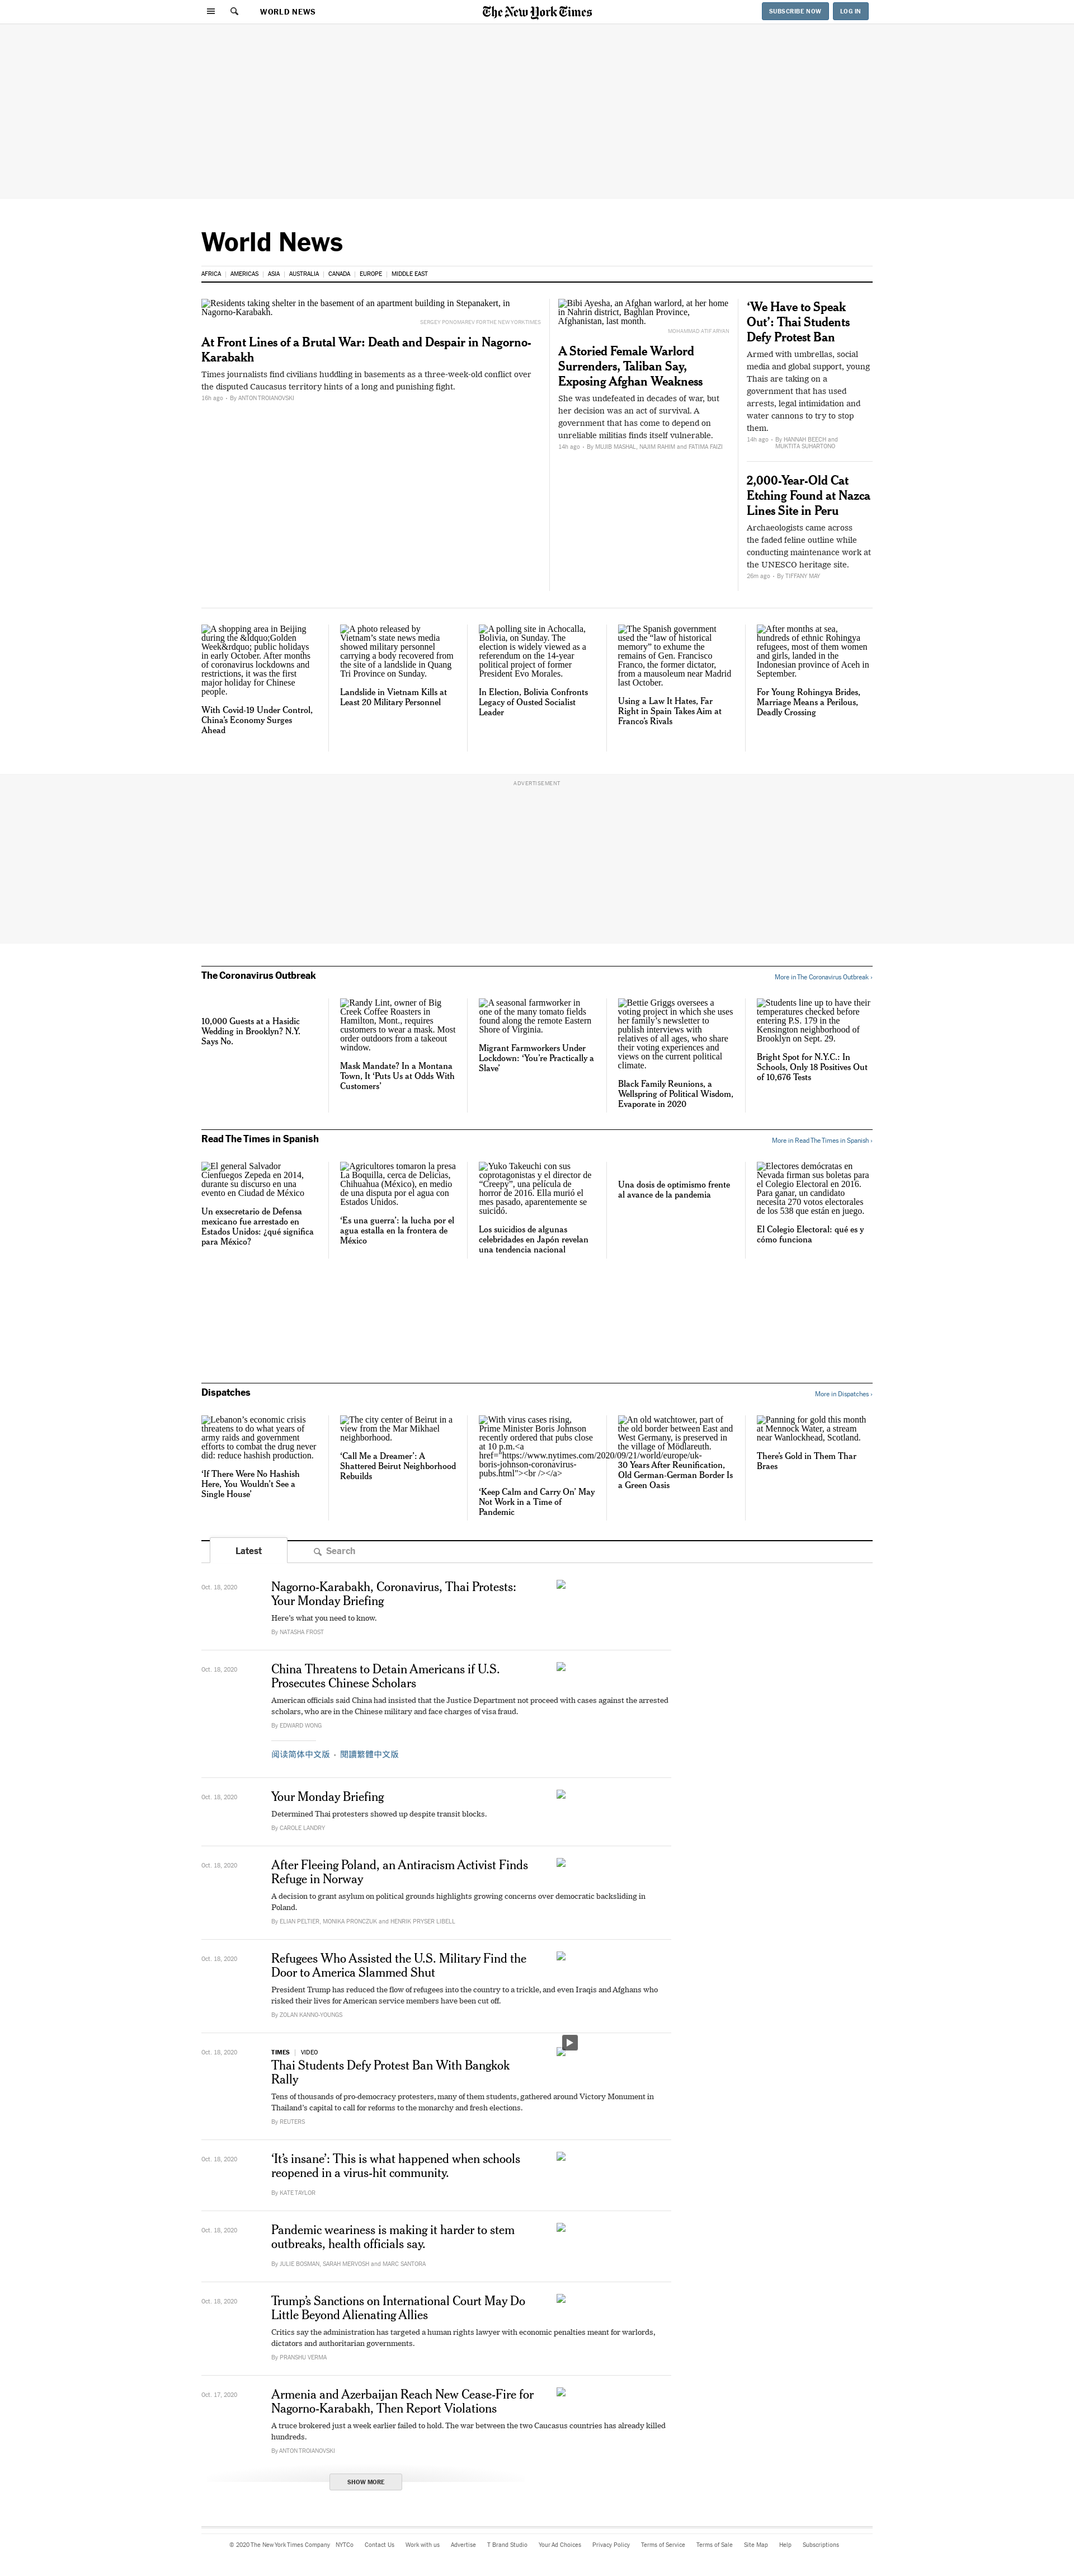 WORLD NEWS
The New York Times
SUBSCRIBE NOW
LOG IN
World News
AFRICA | AMERICAS | ASIA | AUSTRALIA | CANADA | EUROPE | MIDDLE EAST
Residents taking shelter in the basement of an apartment building in Stepanakert, in
Nagorno-Karabakh.
SERGEY PONOMAREV FOR THE NEW YORK TIMES
At Front Lines of a Brutal War: Death and Despair in Nagorno-
Karabakh
Times journalists find civilians huddling in basements as a three-week-old conflict over
the disputed Caucasus territory hints of a long and punishing fight.
16h ago • By ANTON TROIANOVSKI
Bibi Ayesha, an Afghan warlord, at her home
in Nahrin district, Baghlan Province,
Afghanistan, last month.
MOHAMMAD ATIF ARYAN
A Storied Female Warlord
Surrenders, Taliban Say,
Exposing Afghan Weakness
She was undefeated in decades of war, but
her decision was an act of survival. A
government that has come to depend on
unreliable militias finds itself vulnerable.
14h ago • By MUJIB MASHAL, NAJIM RAHIM and FATIMA FAIZI
‘We Have to Speak
Out’: Thai Students
Defy Protest Ban
Armed with umbrellas, social
media and global support, young
Thais are taking on a
government that has used
arrests, legal intimidation and
water cannons to try to stop
them.
14h ago • By HANNAH BEECH and
MUKTITA SUHARTONO
2,000-Year-Old Cat
Etching Found at Nazca
Lines Site in Peru
Archaeologists came across
the faded feline outline while
conducting maintenance work at
the UNESCO heritage site.
26m ago • By TIFFANY MAY
A shopping area in Beijing
during the &ldquo;Golden
Week&rdquo; public holidays
in early October. After months
of coronavirus lockdowns and
restrictions, it was the first
major holiday for Chinese
people.
With Covid-19 Under Control,
China’s Economy Surges
Ahead
A photo released by
Vietnam’s state news media
showed military personnel
carrying a body recovered from
the site of a landslide in Quang
Tri Province on Sunday.
Landslide in Vietnam Kills at
Least 20 Military Personnel
A polling site in Achocalla,
Bolivia, on Sunday. The
election is widely viewed as a
referendum on the 14-year
political project of former
President Evo Morales.
In Election, Bolivia Confronts
Legacy of Ousted Socialist
Leader
The Spanish government
used the “law of historical
memory” to exhume the
remains of Gen. Francisco
Franco, the former dictator,
from a mausoleum near Madrid
last October.
Using a Law It Hates, Far
Right in Spain Takes Aim at
Franco’s Rivals
After months at sea,
hundreds of ethnic Rohingya
refugees, most of them women
and girls, landed in the
Indonesian province of Aceh in
September.
For Young Rohingya Brides,
Marriage Means a Perilous,
Deadly Crossing
ADVERTISEMENT
The Coronavirus Outbreak
More in The Coronavirus Outbreak ›
10,000 Guests at a Hasidic
Wedding in Brooklyn? N.Y.
Says No.
Randy Lint, owner of Big
Creek Coffee Roasters in
Hamilton, Mont., requires
customers to wear a mask. Most
order outdoors from a takeout
window.
Mask Mandate? In a Montana
Town, It ‘Puts Us at Odds With
Customers’
A seasonal farmworker in
one of the many tomato fields
found along the remote Eastern
Shore of Virginia.
Migrant Farmworkers Under
Lockdown: ‘You’re Practically a
Slave’
Bettie Griggs oversees a
voting project in which she uses
her family’s newsletter to
publish interviews with
relatives of all ages, who share
their voting experiences and
views on the current political
climate.
Black Family Reunions, a
Wellspring of Political Wisdom,
Evaporate in 2020
Students line up to have their
temperatures checked before
entering P.S. 179 in the
Kensington neighborhood of
Brooklyn on Sept. 29.
Bright Spot for N.Y.C.: In
Schools, Only 18 Positives Out
of 10,676 Tests
Read The Times in Spanish
More in Read The Times in Spanish ›
El general Salvador
Cienfuegos Zepeda en 2014,
durante su discurso en una
evento en Ciudad de México
Un exsecretario de Defensa
mexicano fue arrestado en
Estados Unidos: ¿qué significa
para México?
Agricultores tomaron la presa
La Boquilla, cerca de Delicias,
Chihuahua (México), en medio
de una disputa por el agua con
Estados Unidos.
‘Es una guerra’: la lucha por el
agua estalla en la frontera de
México
Yuko Takeuchi con sus
coprotagonistas y el director de
“Creepy”, una película de
horror de 2016. Ella murió el
mes pasado, aparentemente se
suicidó.
Los suicidios de algunas
celebridades en Japón revelan
una tendencia nacional
Una dosis de optimismo frente
al avance de la pandemia
Electores demócratas en
Nevada firman sus boletas para
el Colegio Electoral en 2016.
Para ganar, un candidato
necesita 270 votos electorales
de los 538 que están en juego.
El Colegio Electoral: qué es y
cómo funciona
Dispatches
More in Dispatches ›
Lebanon’s economic crisis
threatens to do what years of
army raids and government
efforts to combat the drug never
did: reduce hashish production.
‘If There Were No Hashish
Here, You Wouldn’t See a
Single House’
The city center of Beirut in a
view from the Mar Mikhael
neighborhood.
‘Call Me a Dreamer’: A
Shattered Beirut Neighborhood
Rebuilds
With virus cases rising,
Prime Minister Boris Johnson
recently ordered that pubs close
at 10 p.m.<a
href="https://www.nytimes.com/2020/09/21/world/europe/uk-
boris-johnson-coronavirus-
pubs.html"><br /></a>
‘Keep Calm and Carry On’ May
Not Work in a Time of
Pandemic
An old watchtower, part of
the old border between East and
West Germany, is preserved in
the village of Mödlareuth.
30 Years After Reunification,
Old German-German Border Is
a Green Oasis
Panning for gold this month
at Mennock Water, a stream
near Wanlockhead, Scotland.
There’s Gold in Them Thar
Braes
Latest
Search
Oct. 18, 2020
Nagorno-Karabakh, Coronavirus, Thai Protests:
Your Monday Briefing
Here’s what you need to know.
By NATASHA FROST
Oct. 18, 2020
China Threatens to Detain Americans if U.S.
Prosecutes Chinese Scholars
American officials said China had insisted that the Justice Department not proceed with cases against the arrested
scholars, who are in the Chinese military and face charges of visa fraud.
By EDWARD WONG
阅读简体中文版 • 閱讀繁體中文版
Oct. 18, 2020
Your Monday Briefing
Determined Thai protesters showed up despite transit blocks.
By CAROLE LANDRY
Oct. 18, 2020
After Fleeing Poland, an Antiracism Activist Finds
Refuge in Norway
A decision to grant asylum on political grounds highlights growing concerns over democratic backsliding in
Poland.
By ELIAN PELTIER, MONIKA PRONCZUK and HENRIK PRYSER LIBELL
Oct. 18, 2020
Refugees Who Assisted the U.S. Military Find the
Door to America Slammed Shut
President Trump has reduced the flow of refugees into the country to a trickle, and even Iraqis and Afghans who
risked their lives for American service members have been cut off.
By ZOLAN KANNO-YOUNGS
Oct. 18, 2020
TIMES | VIDEO
Thai Students Defy Protest Ban With Bangkok
Rally
Tens of thousands of pro-democracy protesters, many of them students, gathered around Victory Monument in
Thailand’s capital to call for reforms to the monarchy and fresh elections.
By REUTERS
Oct. 18, 2020
‘It’s insane’: This is what happened when schools
reopened in a virus-hit community.
By KATE TAYLOR
Oct. 18, 2020
Pandemic weariness is making it harder to stem
outbreaks, health officials say.
By JULIE BOSMAN, SARAH MERVOSH and MARC SANTORA
Oct. 18, 2020
Trump’s Sanctions on International Court May Do
Little Beyond Alienating Allies
Critics say the administration has targeted a human rights lawyer with economic penalties meant for warlords,
dictators and authoritarian governments.
By PRANSHU VERMA
Oct. 17, 2020
Armenia and Azerbaijan Reach New Cease-Fire for
Nagorno-Karabakh, Then Report Violations
A truce brokered just a week earlier failed to hold. The war between the two Caucasus countries has already killed
hundreds.
By ANTON TROIANOVSKI
SHOW MORE
© 2020 The New York Times Company NYTCo Contact Us Work with us Advertise T Brand Studio Your Ad Choices Privacy Policy Terms of Service Terms of Sale Site Map Help Subscriptions